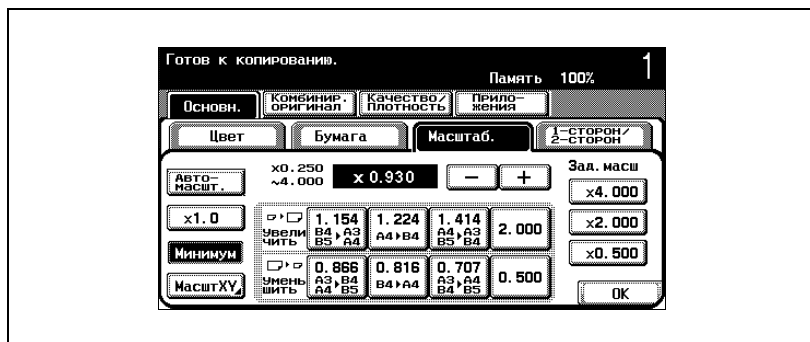 Готов к копированию.
Память 100% 1
Основн. Комбинир. оригинал Качество/ Плотность Прило- жения
Цвет Бумага Масштаб. 1-сторон/ 2-сторон
Авто- масшт.
x0.250 ~4.000 x 0.930 − +
Зад. масш
x4.000
x1.0
Увели чить
1.154 B4▸A3 B5▸A4
1.224 A4▸B4
1.414 A4▸A3 B5▸B4
2.000
x2.000
Минимум
x0.500
Умень шить
0.866 A3▸B4 A4▸B5
0.816 B4▸A4
0.707 A3▸A4 B4▸B5
0.500
МасштXY
OK